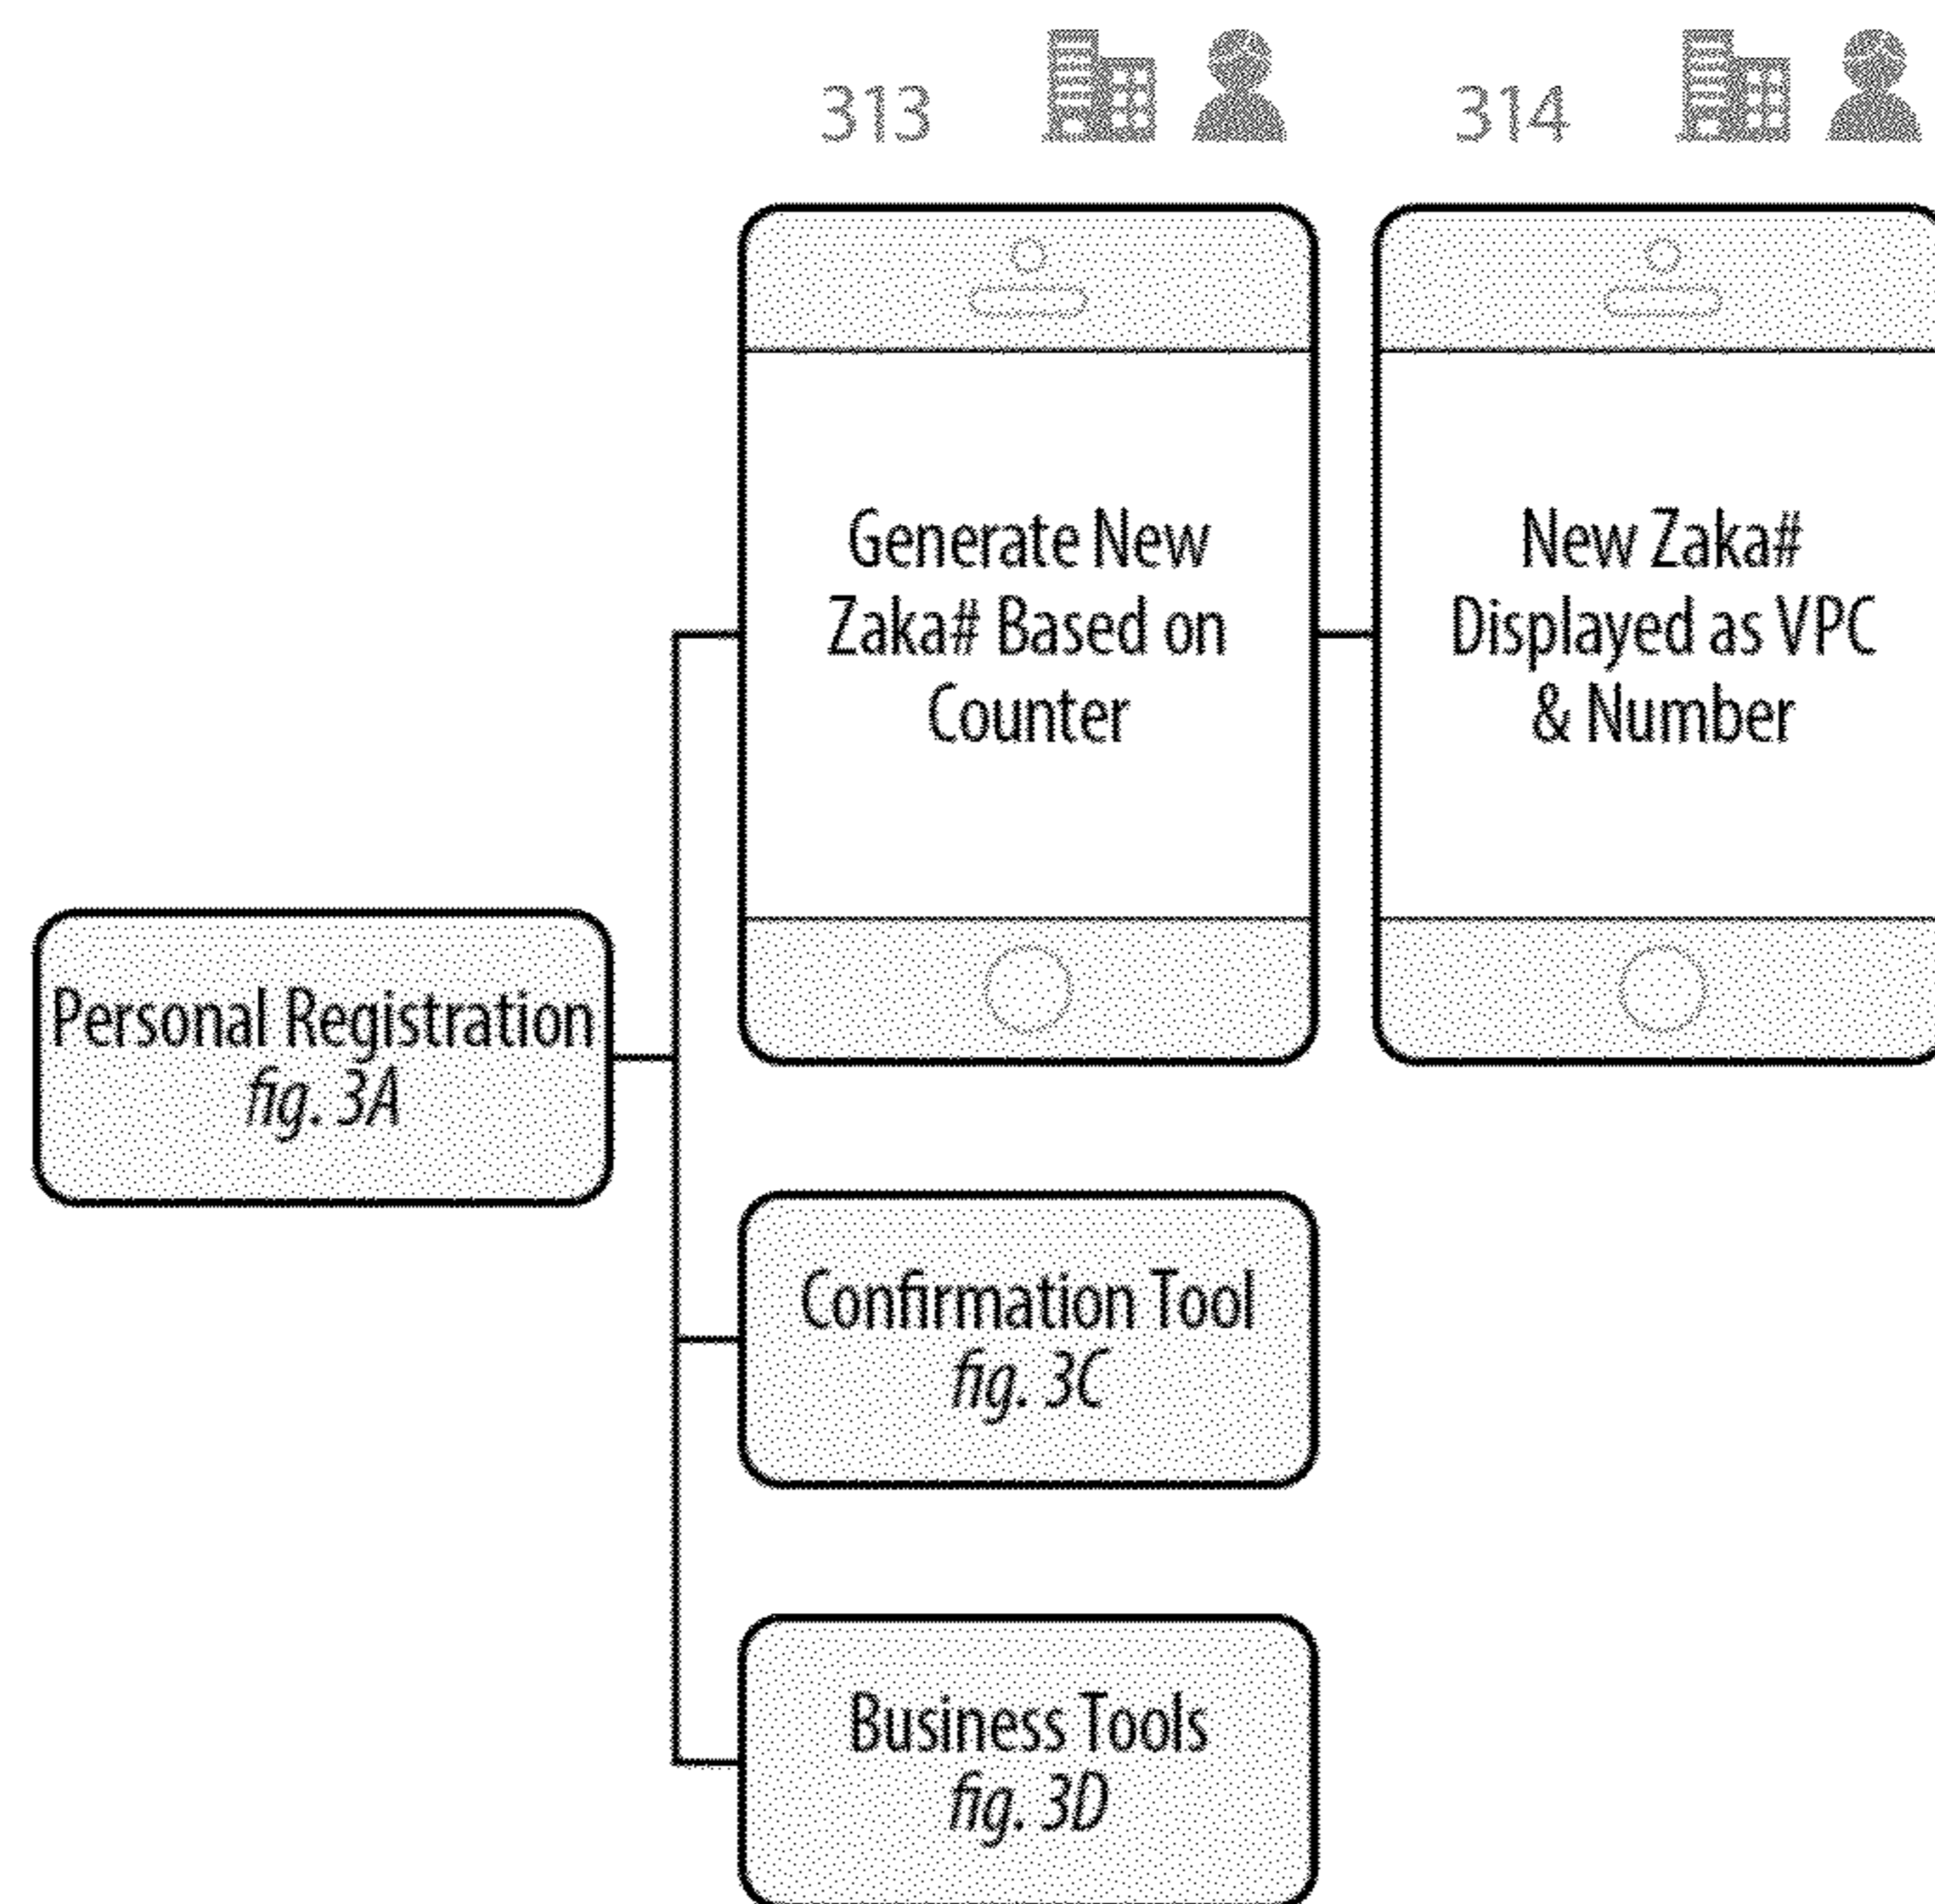 313
314
Generate New
Zaka# Based on
Counter
New Zaka#
Displayed as VPC
& Number
Personal Registration
fig. 3A
Confirmation Tool
fig. 3C
Business Tools
fig. 3D